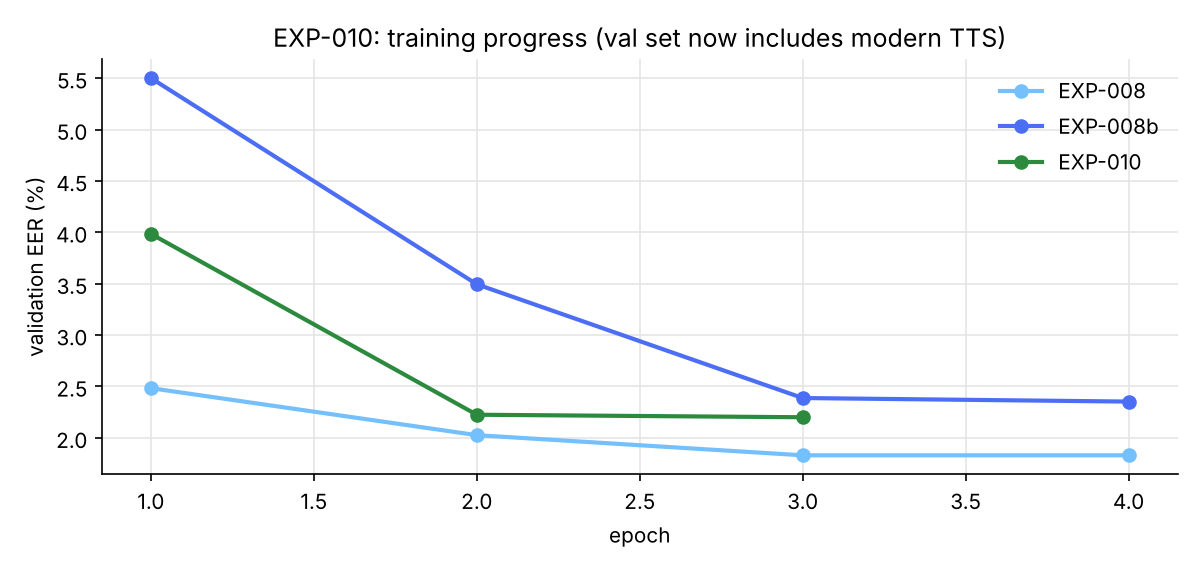 EXP-010: training progress (val set now includes modern TTS)
EXP-008
EXP-008b
EXP-010
validation EER (%)
5.5
5.0
4.5
4.0
3.5
3.0
2.5
2.0
1.0 1.5 2.0 2.5 3.0 3.5 4.0
epoch